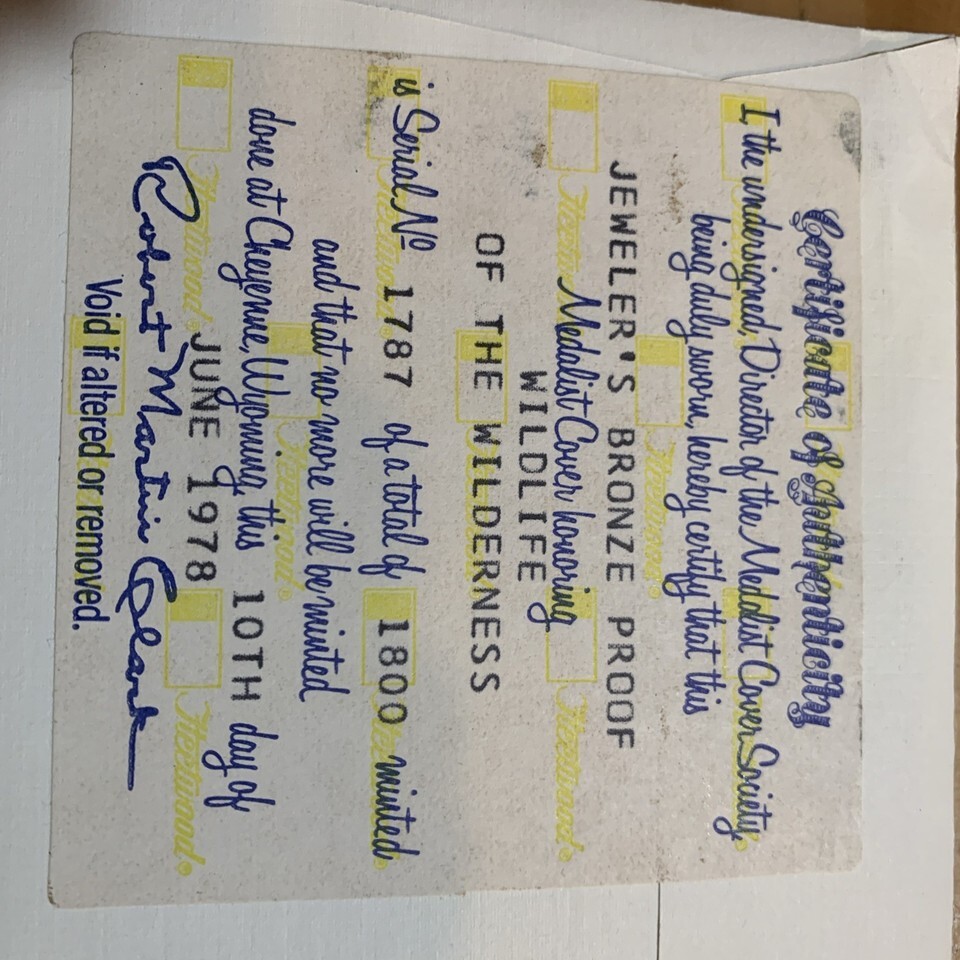 Certificate of Authenticity
I, the undersigned, Director of the Medalist Cover Society,
being duly sworn, hereby certify that this
JEWELER'S BRONZE PROOF
Medalist Cover honoring
WILDLIFE
OF THE WILDERNESS
is Serial Nº 1787 of a total of 1800 minted
and that no more will be minted
done at Cheyenne, Wyoming, this 10TH day of
JUNE 1978
Robert Martin Clark
Void if altered or removed.